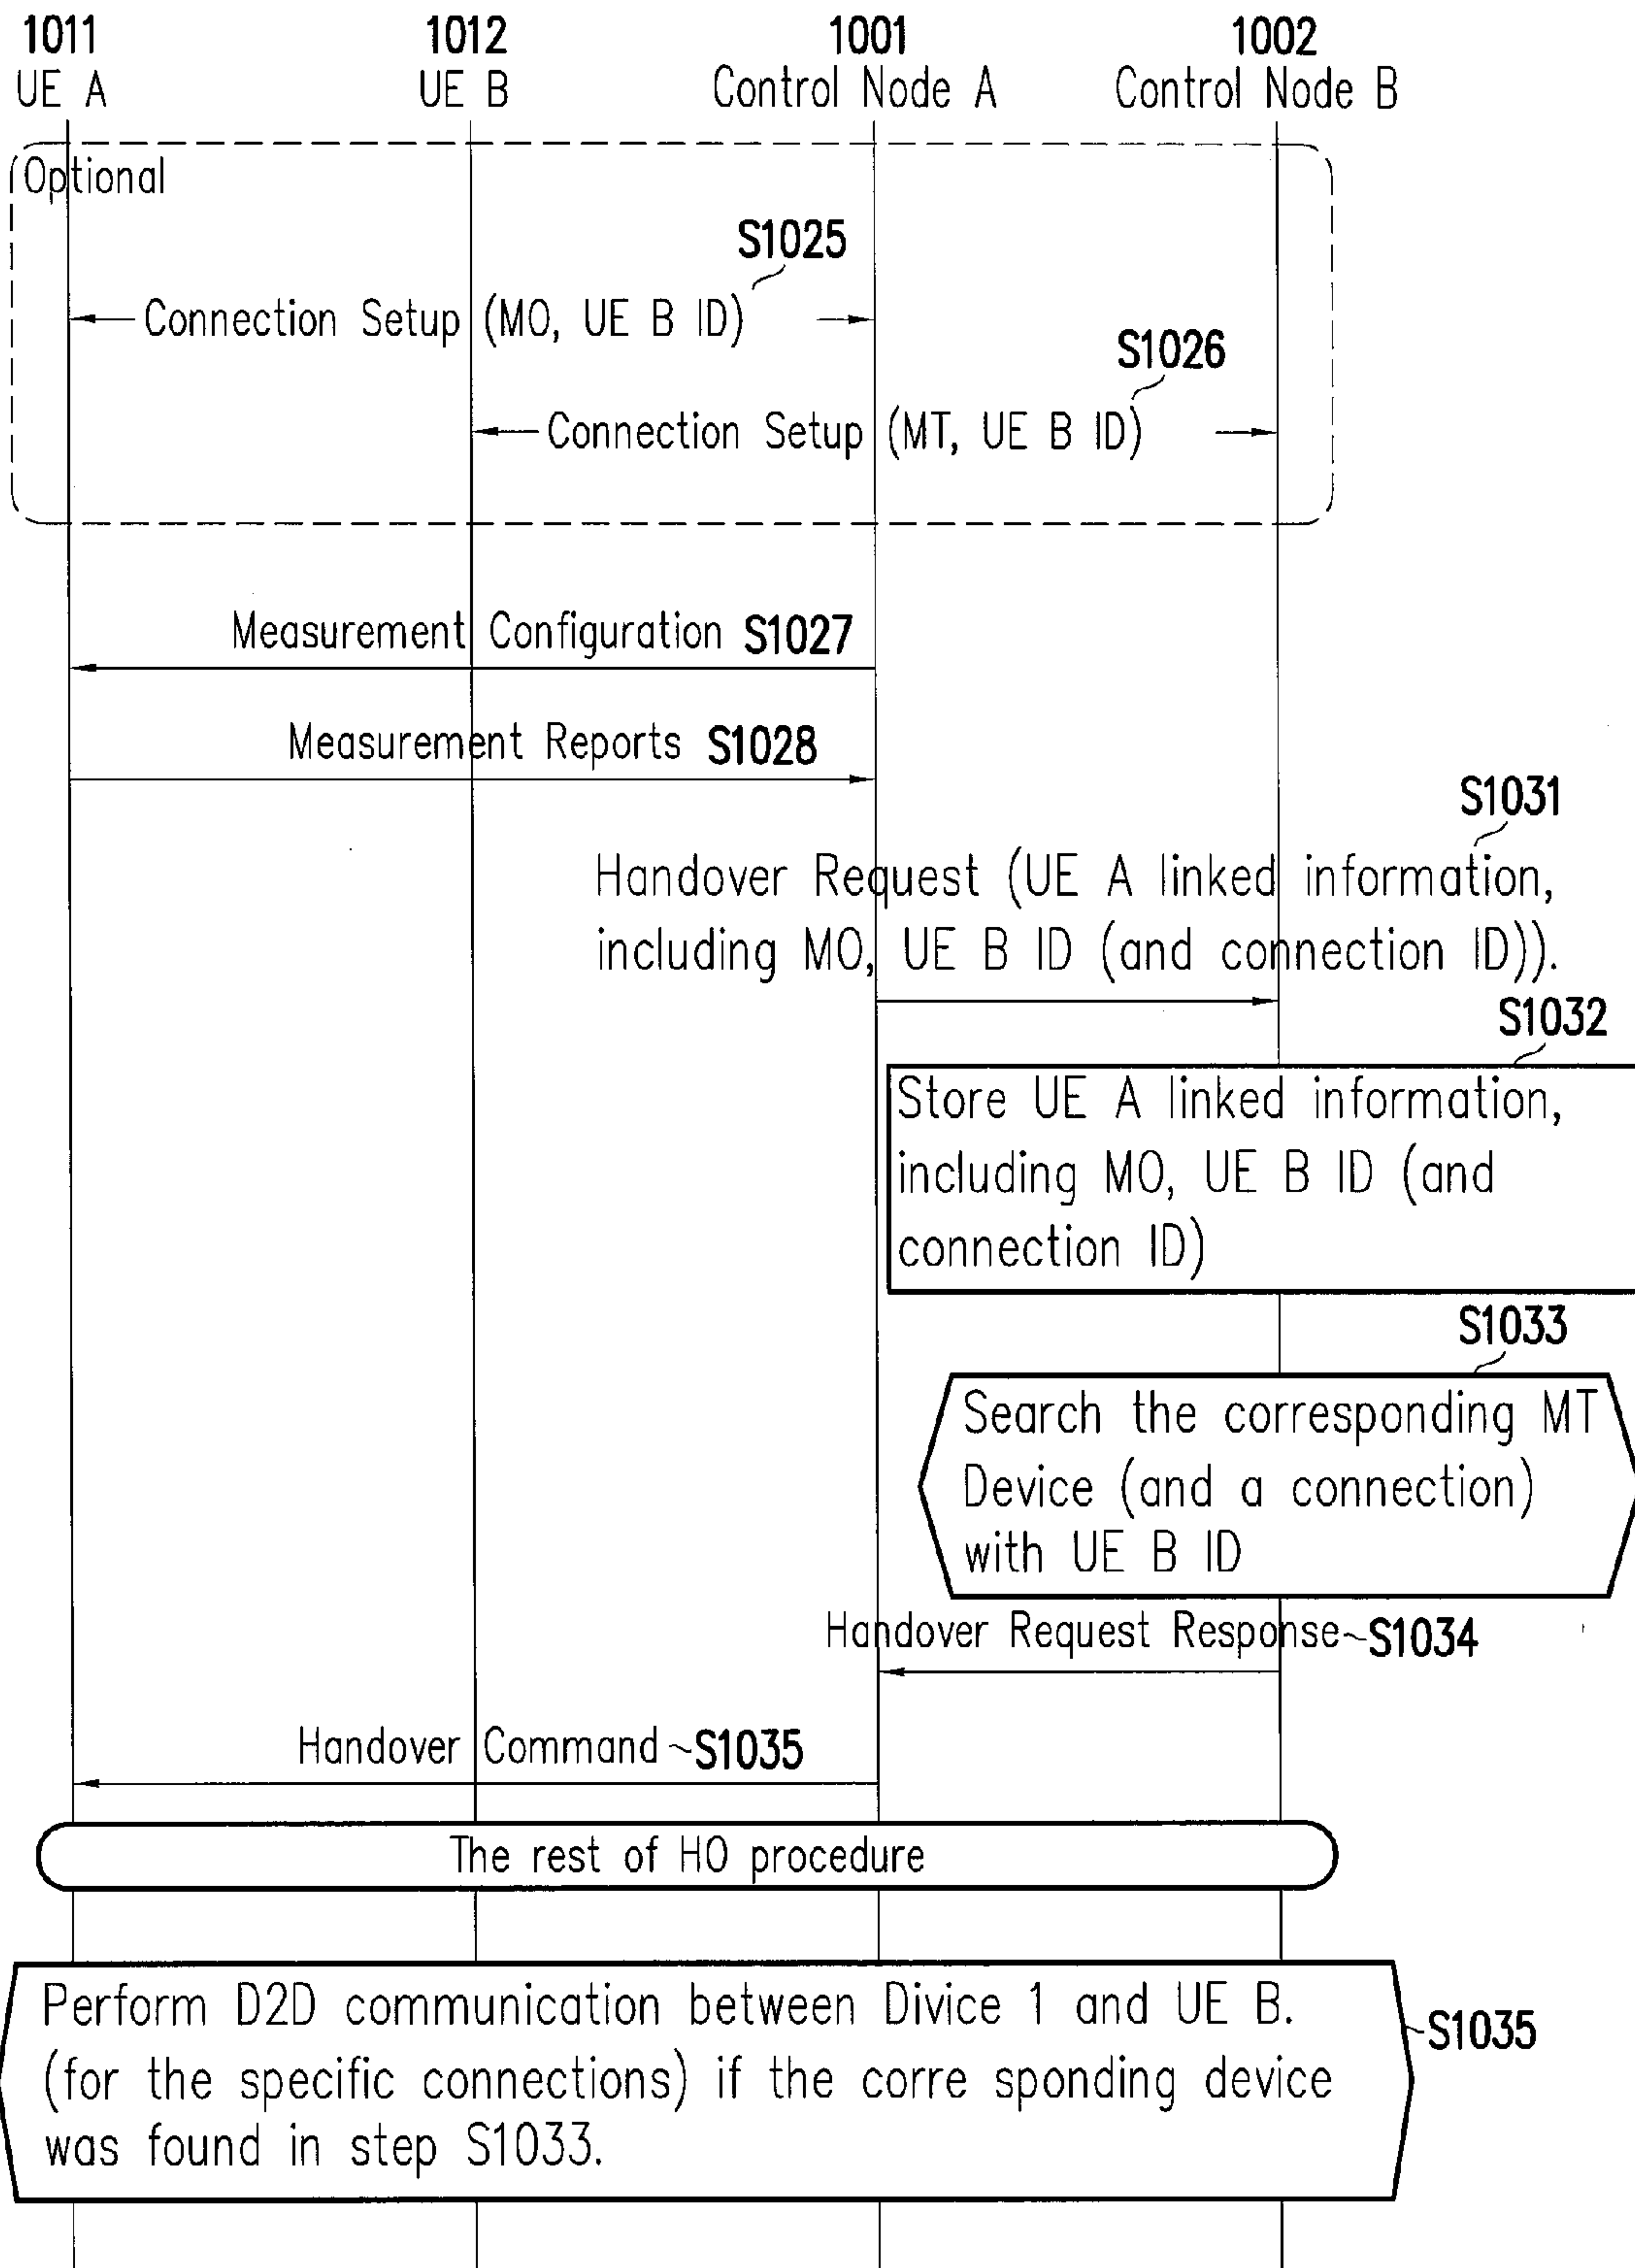 1011 1012 1001 1002
UE A UE B Control Node A Control Node B
Optional
S1025
Connection Setup (MO, UE B ID)
S1026
Connection Setup (MT, UE B ID)
Measurement Configuration S1027
Measurement Reports S1028
S1031
Handover Request (UE A linked information,
including MO, UE B ID (and connection ID)).
S1032
Store UE A linked information,
including MO, UE B ID (and
connection ID)
S1033
Search the corresponding MT
Device (and a connection)
with UE B ID
Handover Request Response~S1034
Handover Command ~S1035
The rest of HO procedure
Perform D2D communication between Divice 1 and UE B.
(for the specific connections) if the corre sponding device
was found in step S1033.
S1035